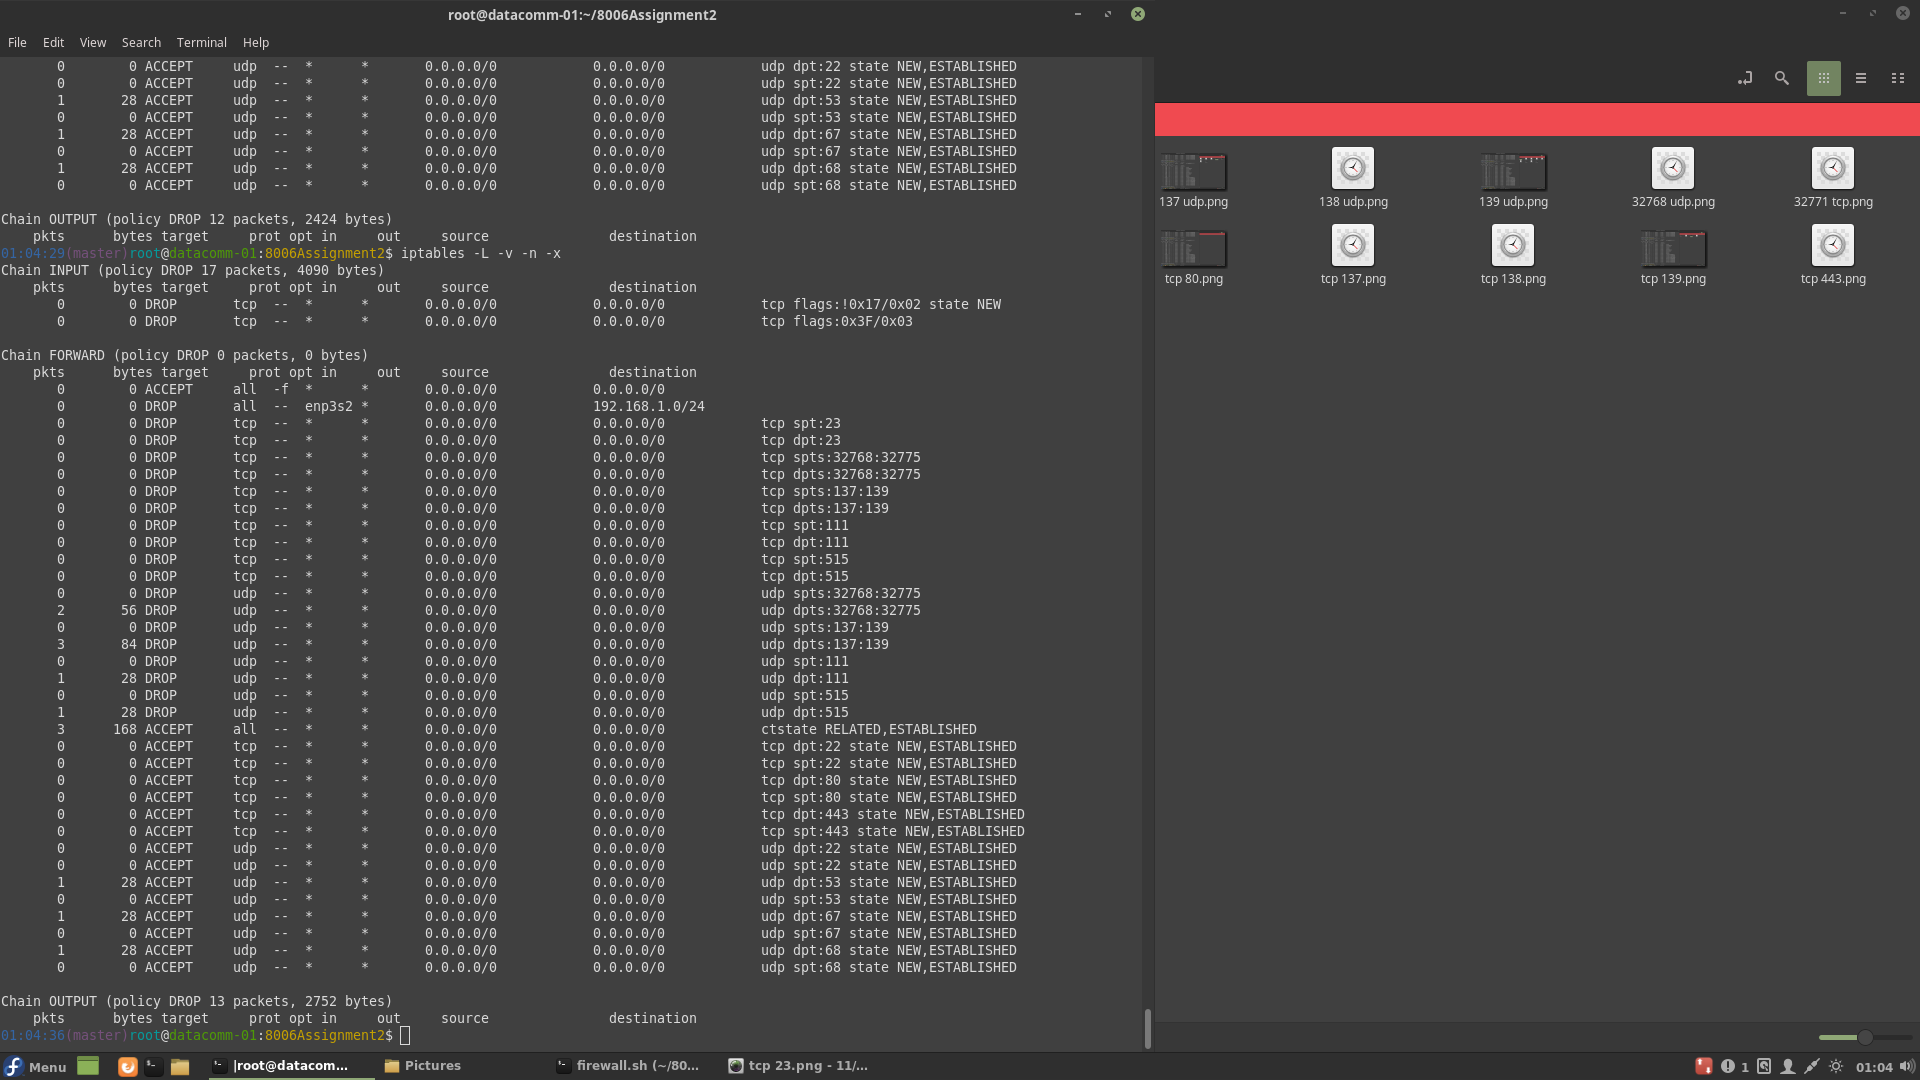 root@datacomm-01:~/8006Assignment2
File Edit View Search Terminal Help
0 0 ACCEPT udp -- * * 0.0.0.0/0 0.0.0.0/0 udp dpt:22 state NEW,ESTABLISHED
0 0 ACCEPT udp -- * * 0.0.0.0/0 0.0.0.0/0 udp spt:22 state NEW,ESTABLISHED
1 28 ACCEPT udp -- * * 0.0.0.0/0 0.0.0.0/0 udp dpt:53 state NEW,ESTABLISHED
0 0 ACCEPT udp -- * * 0.0.0.0/0 0.0.0.0/0 udp spt:53 state NEW,ESTABLISHED
1 28 ACCEPT udp -- * * 0.0.0.0/0 0.0.0.0/0 udp dpt:67 state NEW,ESTABLISHED
0 0 ACCEPT udp -- * * 0.0.0.0/0 0.0.0.0/0 udp spt:67 state NEW,ESTABLISHED
1 28 ACCEPT udp -- * * 0.0.0.0/0 0.0.0.0/0 udp dpt:68 state NEW,ESTABLISHED
0 0 ACCEPT udp -- * * 0.0.0.0/0 0.0.0.0/0 udp spt:68 state NEW,ESTABLISHED
Chain OUTPUT (policy DROP 12 packets, 2424 bytes)
pkts bytes target prot opt in out source destination
01:04:29(master)root@datacomm-01:8006Assignment2$ iptables -L -v -n -x
Chain INPUT (policy DROP 17 packets, 4090 bytes)
pkts bytes target prot opt in out source destination
0 0 DROP tcp -- * * 0.0.0.0/0 0.0.0.0/0 tcp flags:!0x17/0x02 state NEW
0 0 DROP tcp -- * * 0.0.0.0/0 0.0.0.0/0 tcp flags:0x3F/0x03
Chain FORWARD (policy DROP 0 packets, 0 bytes)
pkts bytes target prot opt in out source destination
0 0 ACCEPT all -f * * 0.0.0.0/0 0.0.0.0/0
0 0 DROP all -- enp3s2 * 0.0.0.0/0 192.168.1.0/24
0 0 DROP tcp -- * * 0.0.0.0/0 0.0.0.0/0 tcp spt:23
0 0 DROP tcp -- * * 0.0.0.0/0 0.0.0.0/0 tcp dpt:23
0 0 DROP tcp -- * * 0.0.0.0/0 0.0.0.0/0 tcp spts:32768:32775
0 0 DROP tcp -- * * 0.0.0.0/0 0.0.0.0/0 tcp dpts:32768:32775
0 0 DROP tcp -- * * 0.0.0.0/0 0.0.0.0/0 tcp spts:137:139
0 0 DROP tcp -- * * 0.0.0.0/0 0.0.0.0/0 tcp dpts:137:139
0 0 DROP tcp -- * * 0.0.0.0/0 0.0.0.0/0 tcp spt:111
0 0 DROP tcp -- * * 0.0.0.0/0 0.0.0.0/0 tcp dpt:111
0 0 DROP tcp -- * * 0.0.0.0/0 0.0.0.0/0 tcp spt:515
0 0 DROP tcp -- * * 0.0.0.0/0 0.0.0.0/0 tcp dpt:515
0 0 DROP udp -- * * 0.0.0.0/0 0.0.0.0/0 udp spts:32768:32775
2 56 DROP udp -- * * 0.0.0.0/0 0.0.0.0/0 udp dpts:32768:32775
0 0 DROP udp -- * * 0.0.0.0/0 0.0.0.0/0 udp spts:137:139
3 84 DROP udp -- * * 0.0.0.0/0 0.0.0.0/0 udp dpts:137:139
0 0 DROP udp -- * * 0.0.0.0/0 0.0.0.0/0 udp spt:111
1 28 DROP udp -- * * 0.0.0.0/0 0.0.0.0/0 udp dpt:111
0 0 DROP udp -- * * 0.0.0.0/0 0.0.0.0/0 udp spt:515
1 28 DROP udp -- * * 0.0.0.0/0 0.0.0.0/0 udp dpt:515
3 168 ACCEPT all -- * * 0.0.0.0/0 0.0.0.0/0 ctstate RELATED,ESTABLISHED
0 0 ACCEPT tcp -- * * 0.0.0.0/0 0.0.0.0/0 tcp dpt:22 state NEW,ESTABLISHED
0 0 ACCEPT tcp -- * * 0.0.0.0/0 0.0.0.0/0 tcp spt:22 state NEW,ESTABLISHED
0 0 ACCEPT tcp -- * * 0.0.0.0/0 0.0.0.0/0 tcp dpt:80 state NEW,ESTABLISHED
0 0 ACCEPT tcp -- * * 0.0.0.0/0 0.0.0.0/0 tcp spt:80 state NEW,ESTABLISHED
0 0 ACCEPT tcp -- * * 0.0.0.0/0 0.0.0.0/0 tcp dpt:443 state NEW,ESTABLISHED
0 0 ACCEPT tcp -- * * 0.0.0.0/0 0.0.0.0/0 tcp spt:443 state NEW,ESTABLISHED
0 0 ACCEPT udp -- * * 0.0.0.0/0 0.0.0.0/0 udp dpt:22 state NEW,ESTABLISHED
0 0 ACCEPT udp -- * * 0.0.0.0/0 0.0.0.0/0 udp spt:22 state NEW,ESTABLISHED
1 28 ACCEPT udp -- * * 0.0.0.0/0 0.0.0.0/0 udp dpt:53 state NEW,ESTABLISHED
0 0 ACCEPT udp -- * * 0.0.0.0/0 0.0.0.0/0 udp spt:53 state NEW,ESTABLISHED
1 28 ACCEPT udp -- * * 0.0.0.0/0 0.0.0.0/0 udp dpt:67 state NEW,ESTABLISHED
0 0 ACCEPT udp -- * * 0.0.0.0/0 0.0.0.0/0 udp spt:67 state NEW,ESTABLISHED
1 28 ACCEPT udp -- * * 0.0.0.0/0 0.0.0.0/0 udp dpt:68 state NEW,ESTABLISHED
0 0 ACCEPT udp -- * * 0.0.0.0/0 0.0.0.0/0 udp spt:68 state NEW,ESTABLISHED
Chain OUTPUT (policy DROP 13 packets, 2752 bytes)
pkts bytes target prot opt in out source destination
01:04:36(master)root@datacomm-01:8006Assignment2$
137 udp.png 138 udp.png 139 udp.png 32768 udp.png 32771 tcp.png
tcp 80.png tcp 137.png tcp 138.png tcp 139.png tcp 443.png
Menu |root@datacom... Pictures firewall.sh (~/80... tcp 23.png - 11/... 1 01:04